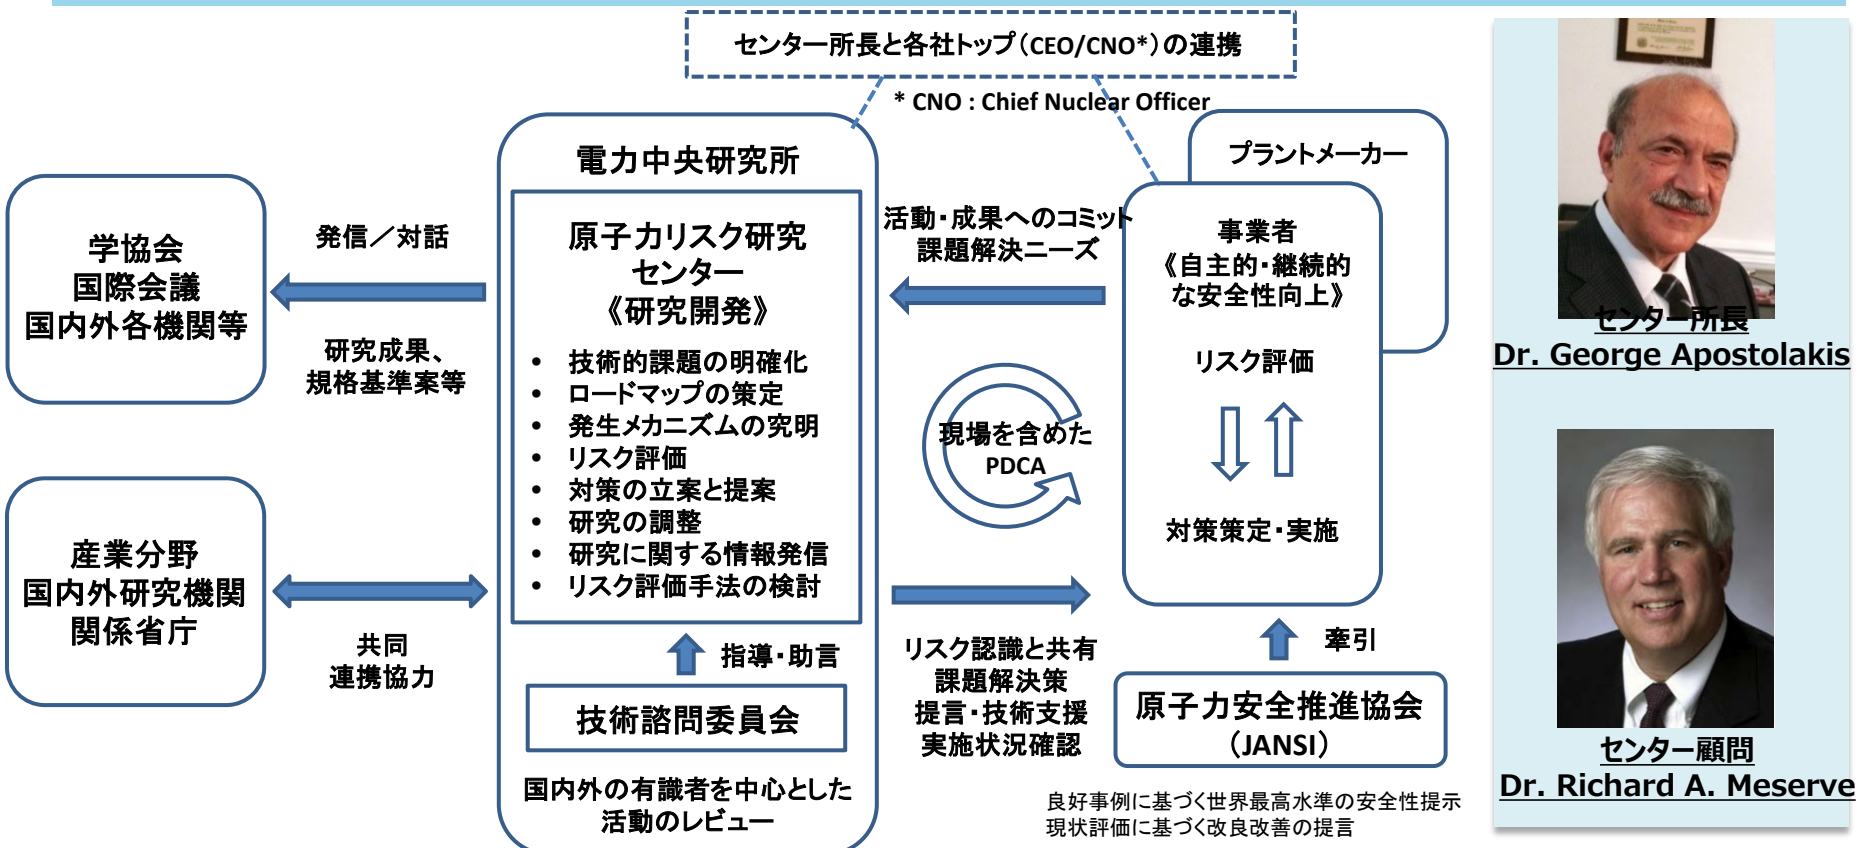 センター所長と各社トップ(CEO/CNO*)の連携
* CNO : Chief Nuclear Officer
学協会
国際会議
国内外各機関等
産業分野
国内外研究機関
関係省庁
発信／対話
研究成果、
規格基準案等
共同
連携協力
電力中央研究所
原子力リスク研究
センター
《研究開発》
• 技術的課題の明確化
• ロードマップの策定
• 発生メカニズムの究明
• リスク評価
• 対策の立案と提案
• 研究の調整
• 研究に関する情報発信
• リスク評価手法の検討
指導・助言
技術諮問委員会
国内外の有識者を中心とした
活動のレビュー
活動・成果へのコミット
課題解決ニーズ
現場を含めた
PDCA
リスク認識と共有
課題解決策
提言・技術支援
実施状況確認
プラントメーカー
事業者
《自主的・継続的
な安全性向上》
リスク評価
対策策定・実施
牽引
原子力安全推進協会
（JANSI）
良好事例に基づく世界最高水準の安全性提示
現状評価に基づく改良改善の提言
センター所長
Dr. George Apostolakis
センター顧問
Dr. Richard A. Meserve